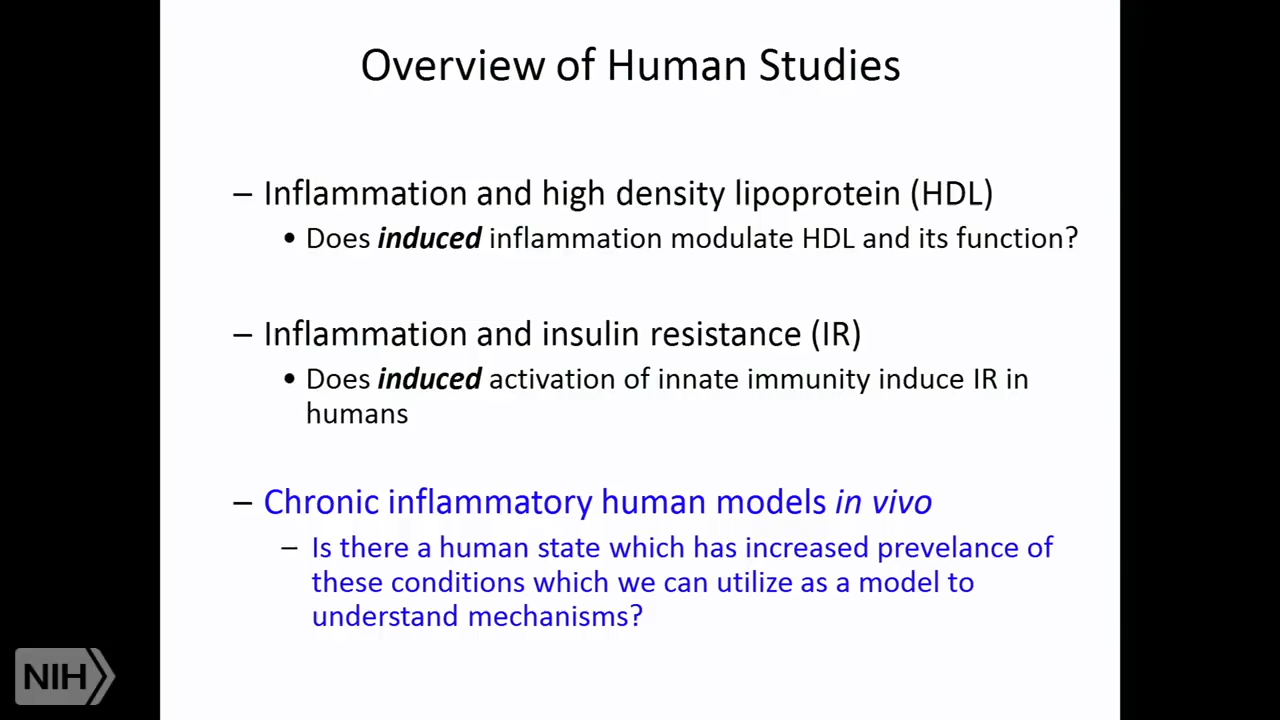 Overview of Human Studies
– Inflammation and high density lipoprotein (HDL)
• Does induced inflammation modulate HDL and its function?
– Inflammation and insulin resistance (IR)
• Does induced activation of innate immunity induce IR in
humans
– Chronic inflammatory human models in vivo
– Is there a human state which has increased prevelance of
these conditions which we can utilize as a model to
understand mechanisms?
NIH